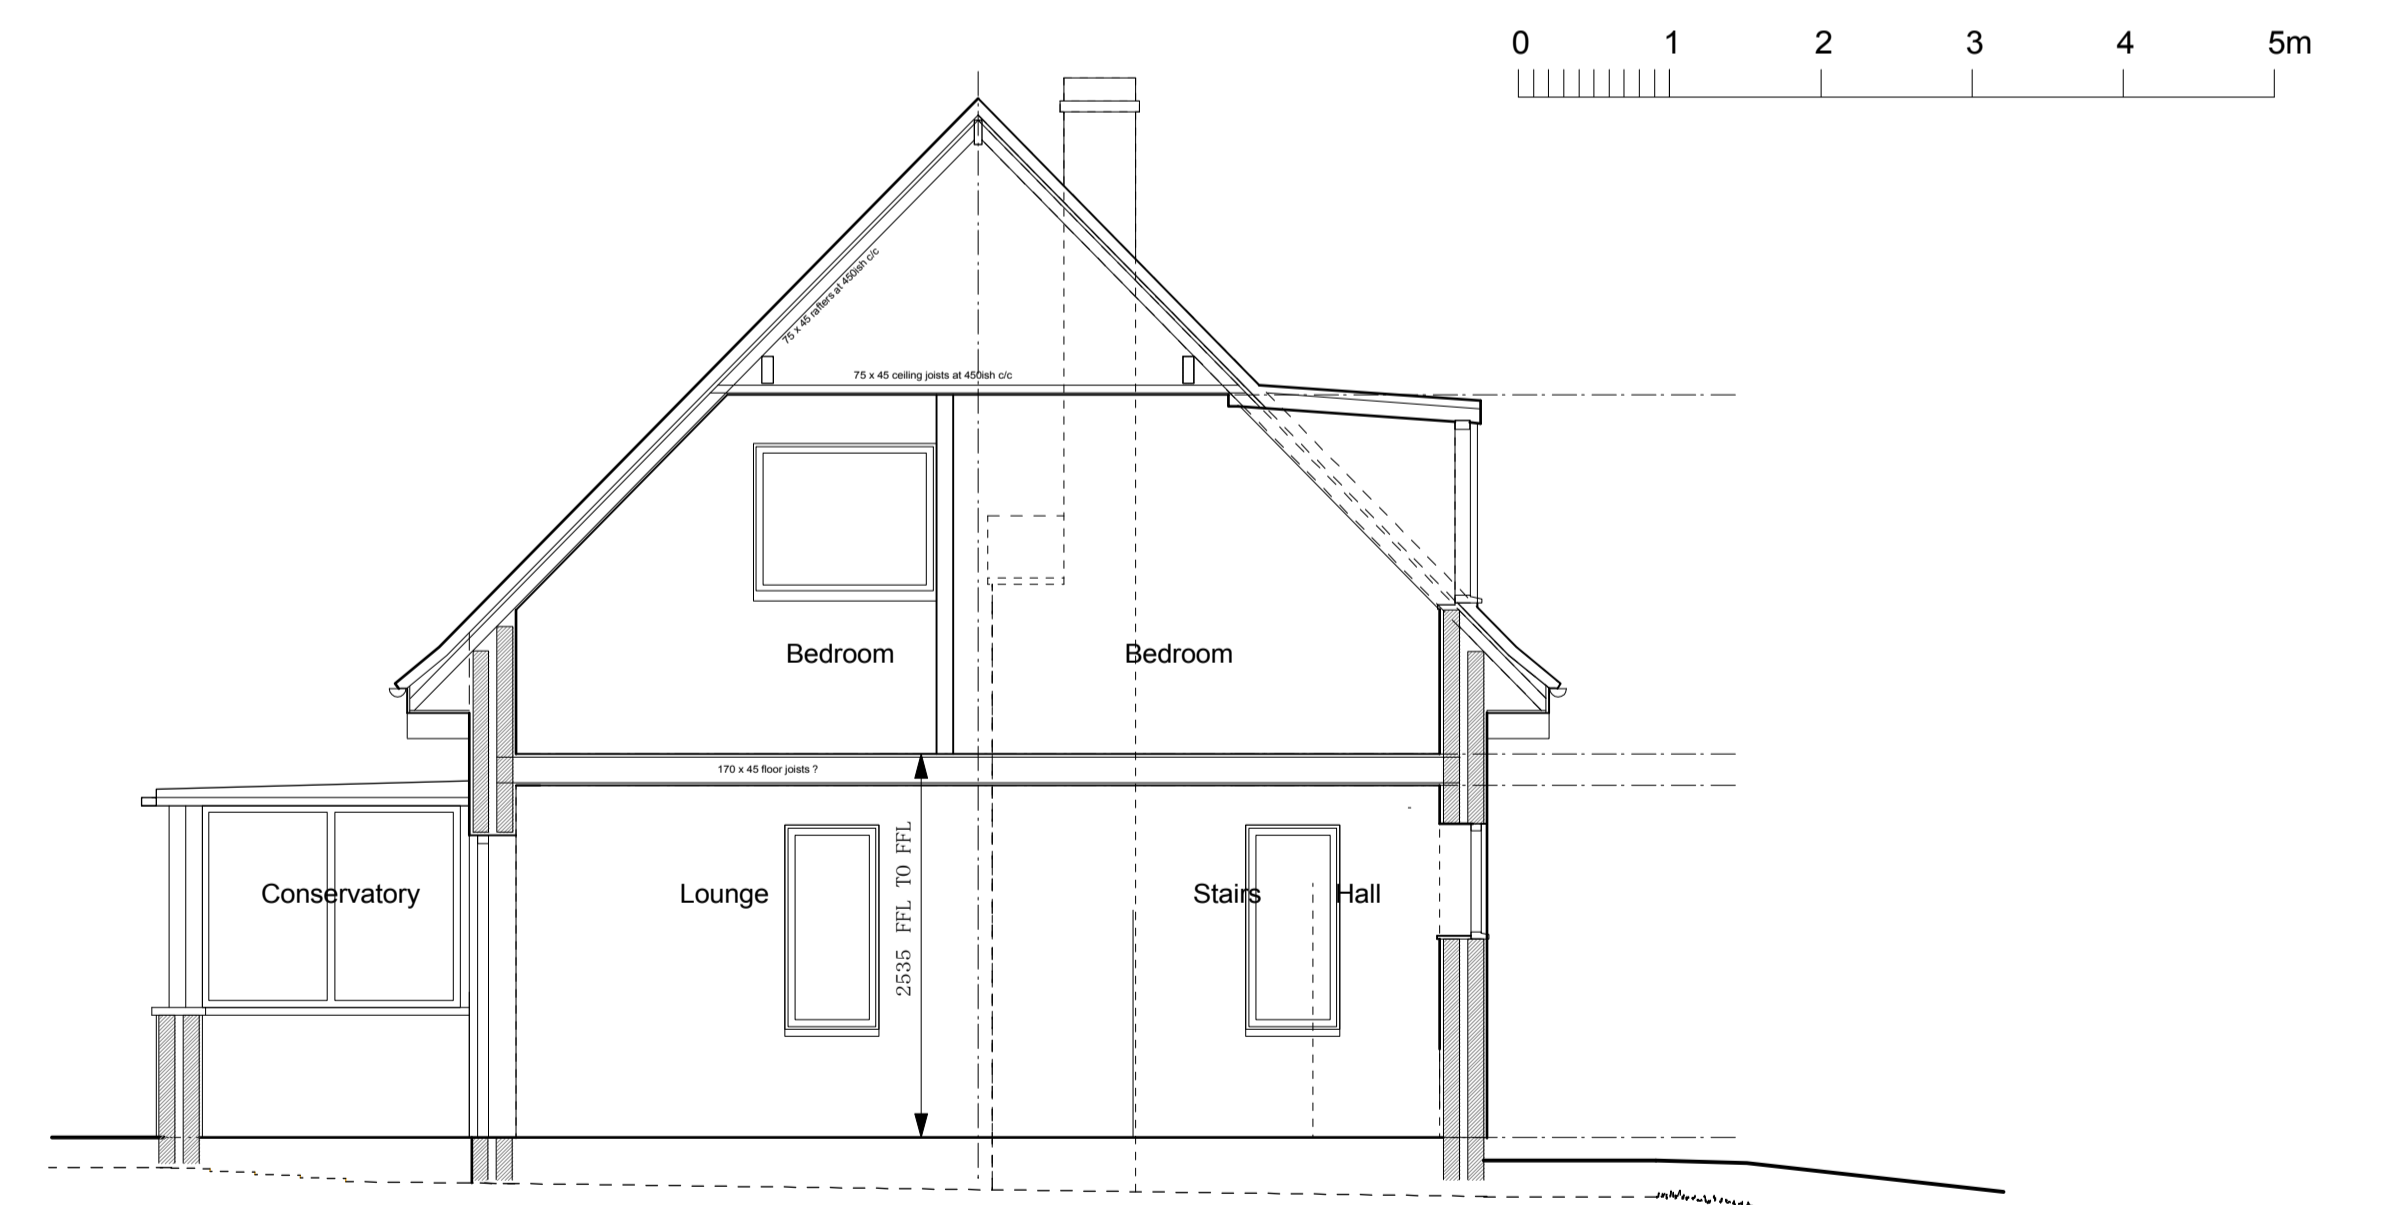 0 1 2 3 4 5m
75 x 45 rafters at 450ish c/c
75 x 45 ceiling joists at 450ish c/c
Bedroom Bedroom
170 x 45 floor joists ?
2535 FFL TO FFL
Conservatory Lounge Stairs Hall